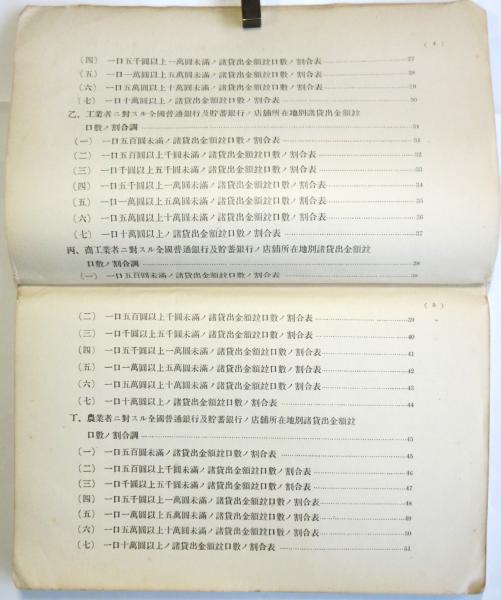 ( 4 )
(四) 一口五千圓以上一萬圓未滿ノ諸貸出金額竝口數ノ割合表……27
(五) 一口一萬圓以上五萬圓未滿ノ諸貸出金額竝口數ノ割合表……28
(六) 一口五萬圓以上十萬圓未滿ノ諸貸出金額竝口數ノ割合表……29
(七) 一口十萬圓以上ノ諸貸出金額竝口數ノ割合表……30
乙、工業者ニ對スル全國普通銀行及貯蓄銀行ノ店舖所在地別諸貸出金額竝
口數ノ割合調……31
(一) 一口五百圓未滿ノ諸貸出金額竝口數ノ割合表……31
(二) 一口五百圓以上千圓未滿ノ諸貸出金額竝口數ノ割合表……32
(三) 一口千圓以上五千圓未滿ノ諸貸出金額竝口數ノ割合表……33
(四) 一口五千圓以上一萬圓未滿ノ諸貸出金額竝口數ノ割合表……34
(五) 一口一萬圓以上五萬圓未滿ノ諸貸出金額竝口數ノ割合表……35
(六) 一口五萬圓以上十萬圓未滿ノ諸貸出金額竝口數ノ割合表……36
(七) 一口十萬圓以上ノ諸貸出金額竝口數ノ割合表……37
丙、商工業者ニ對スル全國普通銀行及貯蓄銀行ノ店舖所在地別諸貸出金額竝
口數ノ割合調……38
(一) 一口五百圓未滿ノ諸貸出金額竝口數ノ割合表……38
( 5 )
(二) 一口五百圓以上千圓未滿ノ諸貸出金額竝口數ノ割合表……39
(三) 一口千圓以上五千圓未滿ノ諸貸出金額竝口數ノ割合表……40
(四) 一口五千圓以上一萬圓未滿ノ諸貸出金額竝口數ノ割合表……41
(五) 一口一萬圓以上五萬圓未滿ノ諸貸出金額竝口數ノ割合表……42
(六) 一口五萬圓以上十萬圓未滿ノ諸貸出金額竝口數ノ割合表……43
(七) 一口十萬圓以上ノ諸貸出金額竝口數ノ割合表……44
丁、農業者ニ對スル全國普通銀行及貯蓄銀行ノ店舖所在地別諸貸出金額竝
口數ノ割合調……45
(一) 一口五百圓未滿ノ諸貸出金額竝口數ノ割合表……45
(二) 一口五百圓以上千圓未滿ノ諸貸出金額竝口數ノ割合表……46
(三) 一口千圓以上五千圓未滿ノ諸貸出金額竝口數ノ割合表……47
(四) 一口五千圓以上一萬圓未滿ノ諸貸出金額竝口數ノ割合表……48
(五) 一口一萬圓以上五萬圓未滿ノ諸貸出金額竝口數ノ割合表……49
(六) 一口五萬圓以上十萬圓未滿ノ諸貸出金額竝口數ノ割合表……50
(七) 一口十萬圓以上ノ諸貸出金額竝口數ノ割合表……51